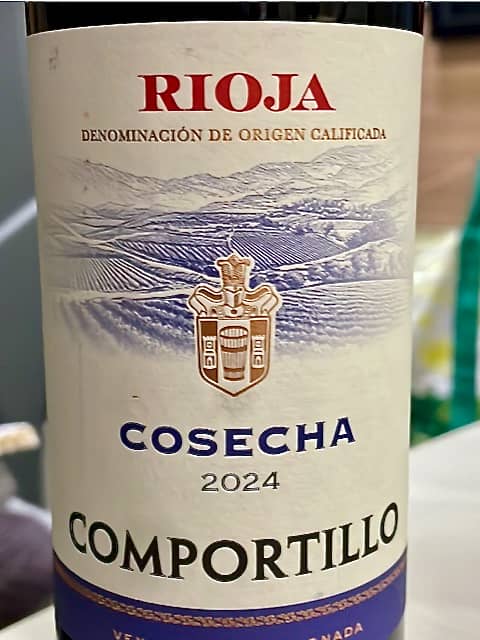 RIOJA
DENOMINACIÓN DE ORIGEN CALIFICADA
COSECHA
2024
COMPORTILLO